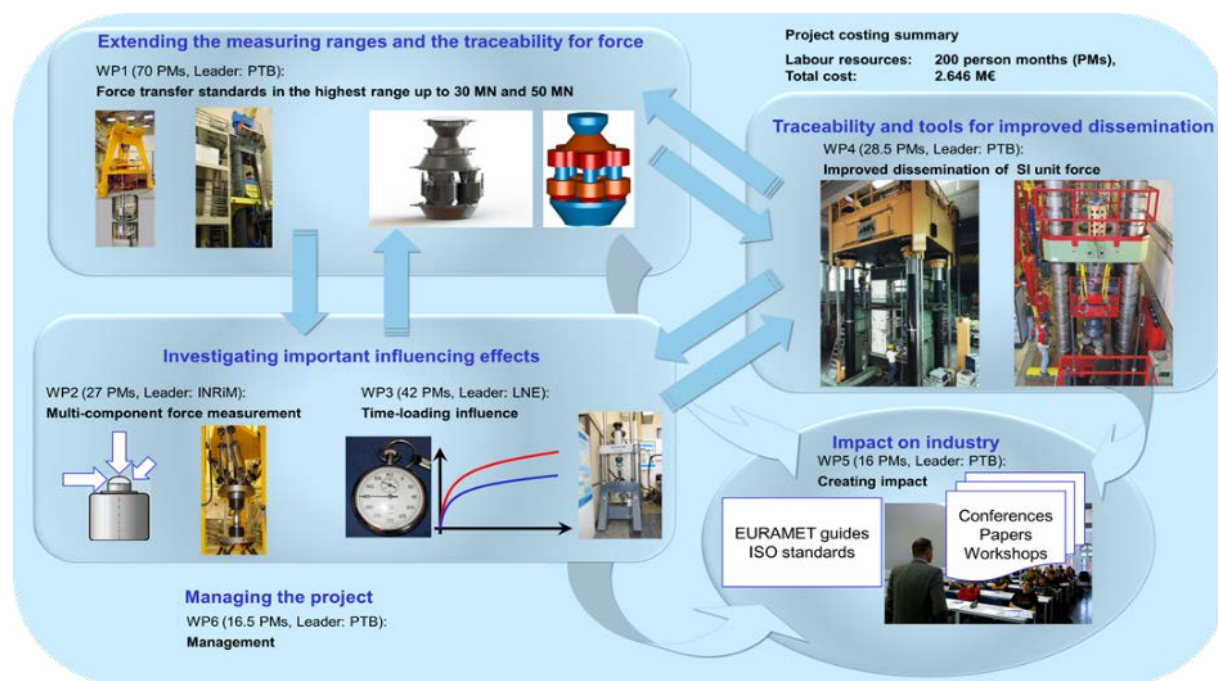 Extending the measuring ranges and the traceability for force
WP1 (70 PMs, Leader: PTB):
Force transfer standards in the highest range up to 30 MN and 50 MN
Project costing summary
Labour resources: 200 person months (PMs),
Total cost: 2.646 M€
Traceability and tools for improved dissemination
WP4 (28.5 PMs, Leader: PTB):
Improved dissemination of SI unit force
Investigating important influencing effects
WP2 (27 PMs, Leader: INRiM):
Multi-component force measurement
WP3 (42 PMs, Leader: LNE):
Time-loading influence
Impact on industry
WP5 (16 PMs, Leader: PTB):
Creating impact
EURAMET guides
ISO standards
Conferences
Papers
Workshops
Managing the project
WP6 (16.5 PMs, Leader: PTB):
Management